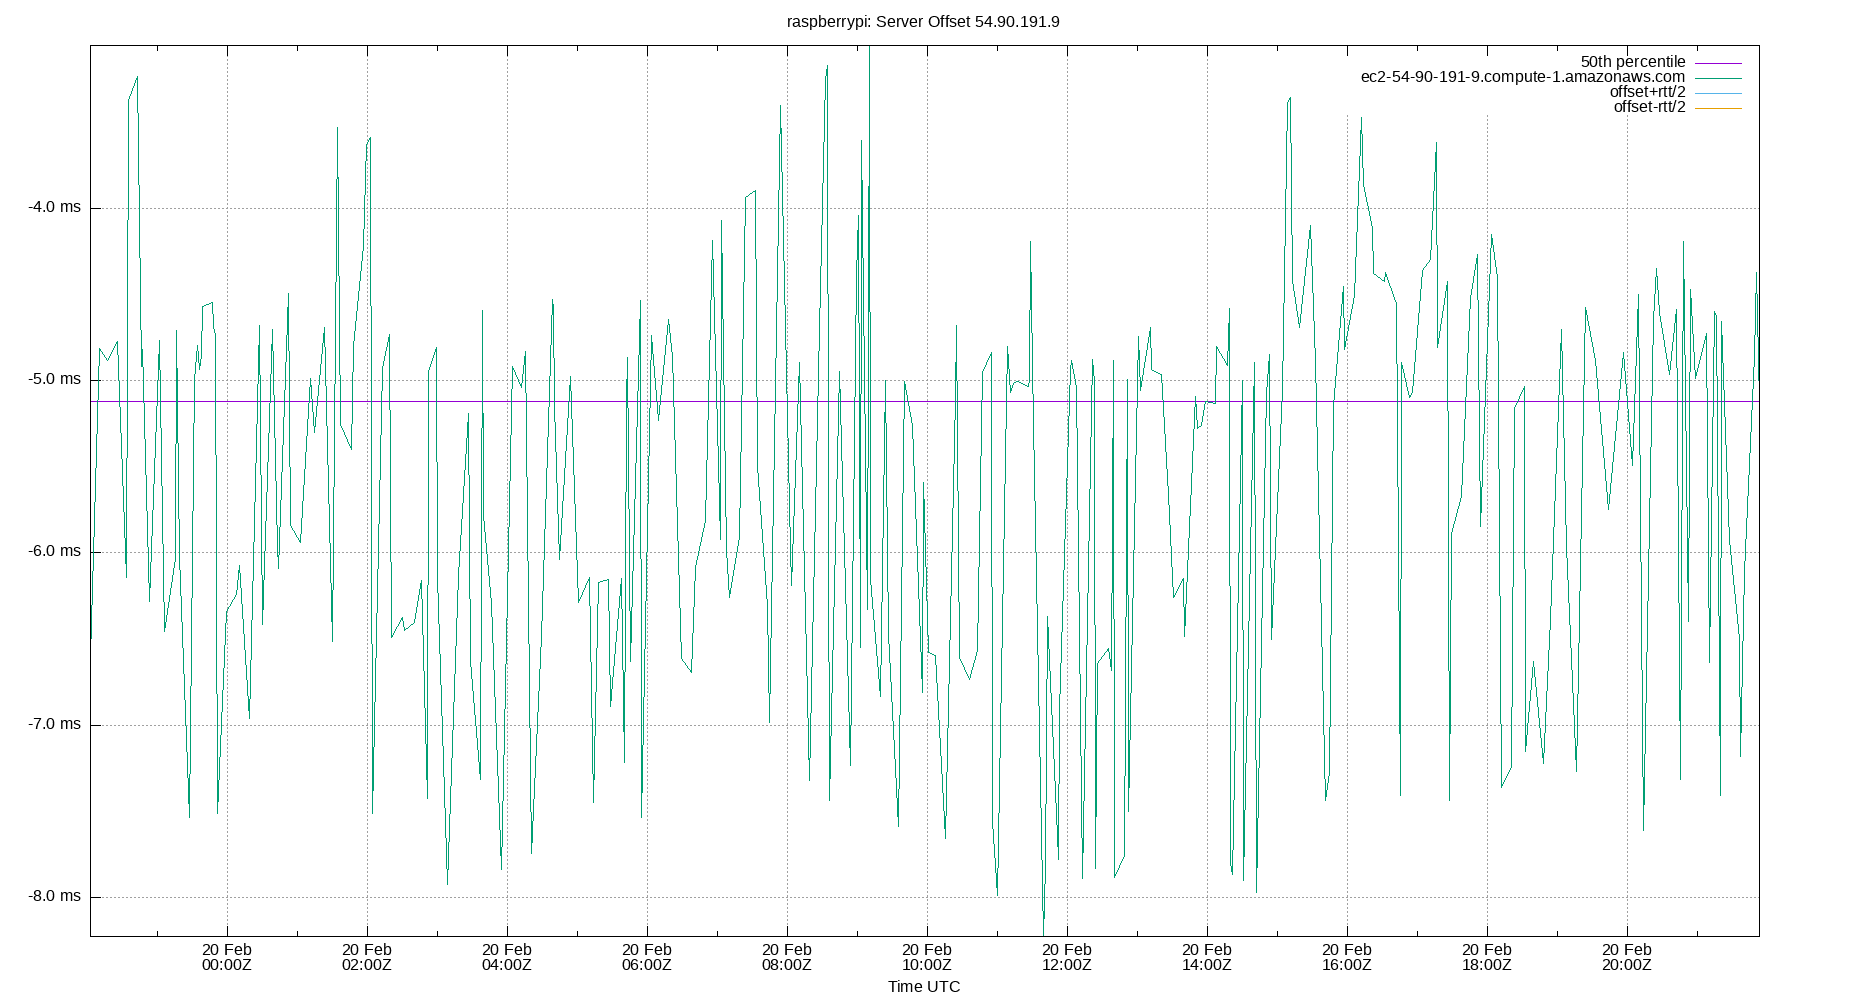 raspberrypi: Server Offset 54.90.191.9
50th percentile
ec2-54-90-191-9.compute-1.amazonaws.com
offset+rtt/2
offset-rtt/2
-4.0 ms
-5.0 ms
-6.0 ms
-7.0 ms
-8.0 ms
20 Feb 20 Feb 20 Feb 20 Feb 20 Feb 20 Feb 20 Feb 20 Feb 20 Feb 20 Feb 20 Feb
00:00Z 02:00Z 04:00Z 06:00Z 08:00Z 10:00Z 12:00Z 14:00Z 16:00Z 18:00Z 20:00Z
Time UTC